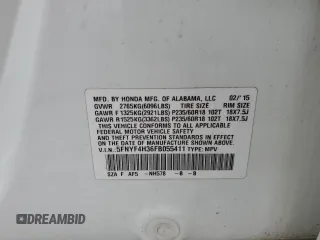 MFD. BY HONDA MFG. OF ALABAMA, LLC 02/'15
GVWR 2765KG(6096LBS) TIRE SIZE RIM SIZE
GAWR F 1325KG(2921LBS) P235/60R18 102T 18X7.5J
GAWR R 1525KG(3362LBS) P235/60R18 102T 18X7.5J
THIS VEHICLE CONFORMS TO ALL APPLICABLE
FEDERAL MOTOR VEHICLE SAFETY
AND THEFT PREVENTION STANDARDS
IN EFFECT ON THE DATE OF
MANUFACTURE SHOWN ABOVE.
V.I.N.:5FNYF4H36FB055411 TYPE:MPV
S2A F AF5 -NH578 -B -B
DREAMBID